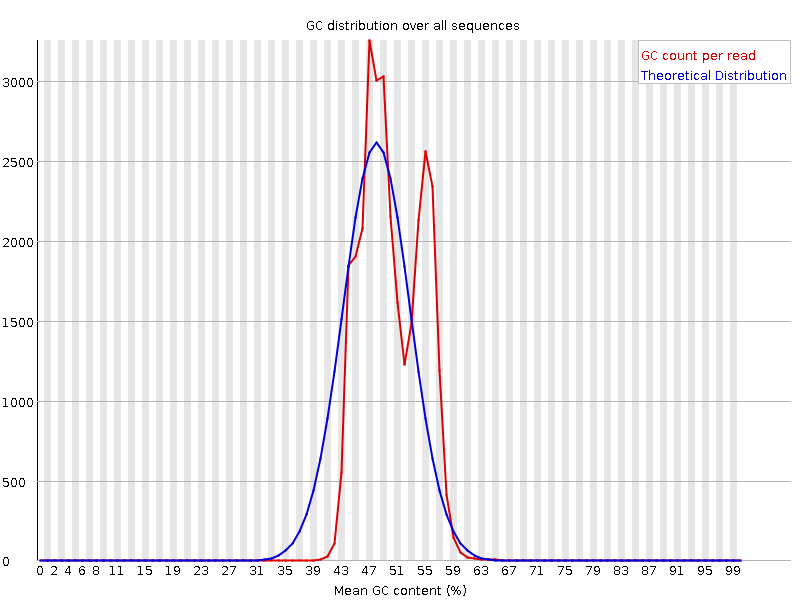 GC distribution over all sequences
GC count per read
Theoretical Distribution
3000
2500
2000
1500
1000
500
0
0 2 4 6 8 11 15 19 23 27 31 35 39 43 47 51 55 59 63 67 71 75 79 83 87 91 95 99
Mean GC content (%)